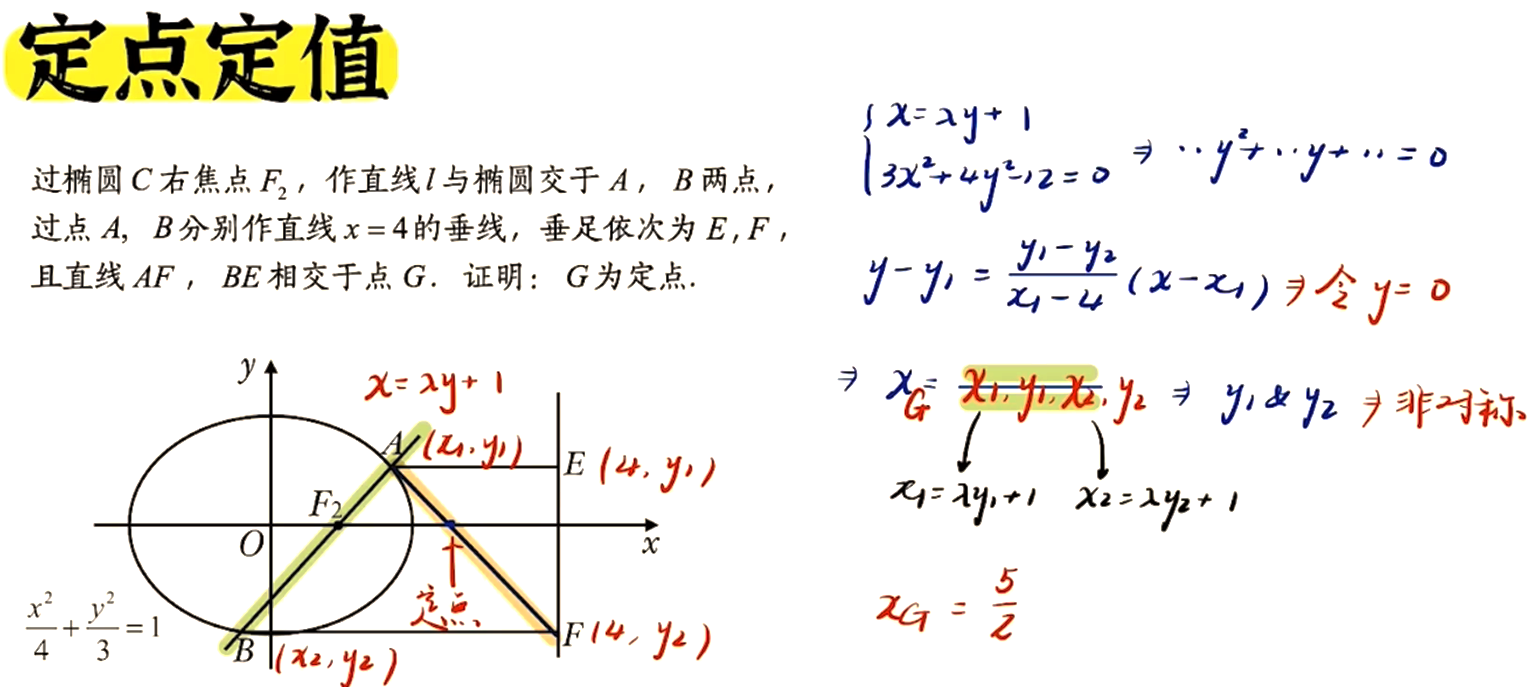 定点定值
过椭圆C右焦点F₂，作直线l与椭圆交于A，B两点，
过点A，B分别作直线x=4的垂线，垂足依次为E,F，
且直线AF，BE相交于点G．证明：G为定点．
y
x=λy+1
A (x₁,y₁)
E (4,y₁)
F₂
O
x
定点
x²/4+y²/3=1
B (x₂,y₂)
F (4,y₂)
{ x=λy+1
3x²+4y²-12=0 ⇒ ··y²+··y+··=0
y-y₁=(y₁-y₂)/(x₁-4)(x-x₁) ⇒ 令y=0
⇒ x_G= x₁,y₁,x₂,y₂ ⇒ y₁&y₂ ⇒ 非对称
x₁=λy₁+1 x₂=λy₂+1
x_G=5/2